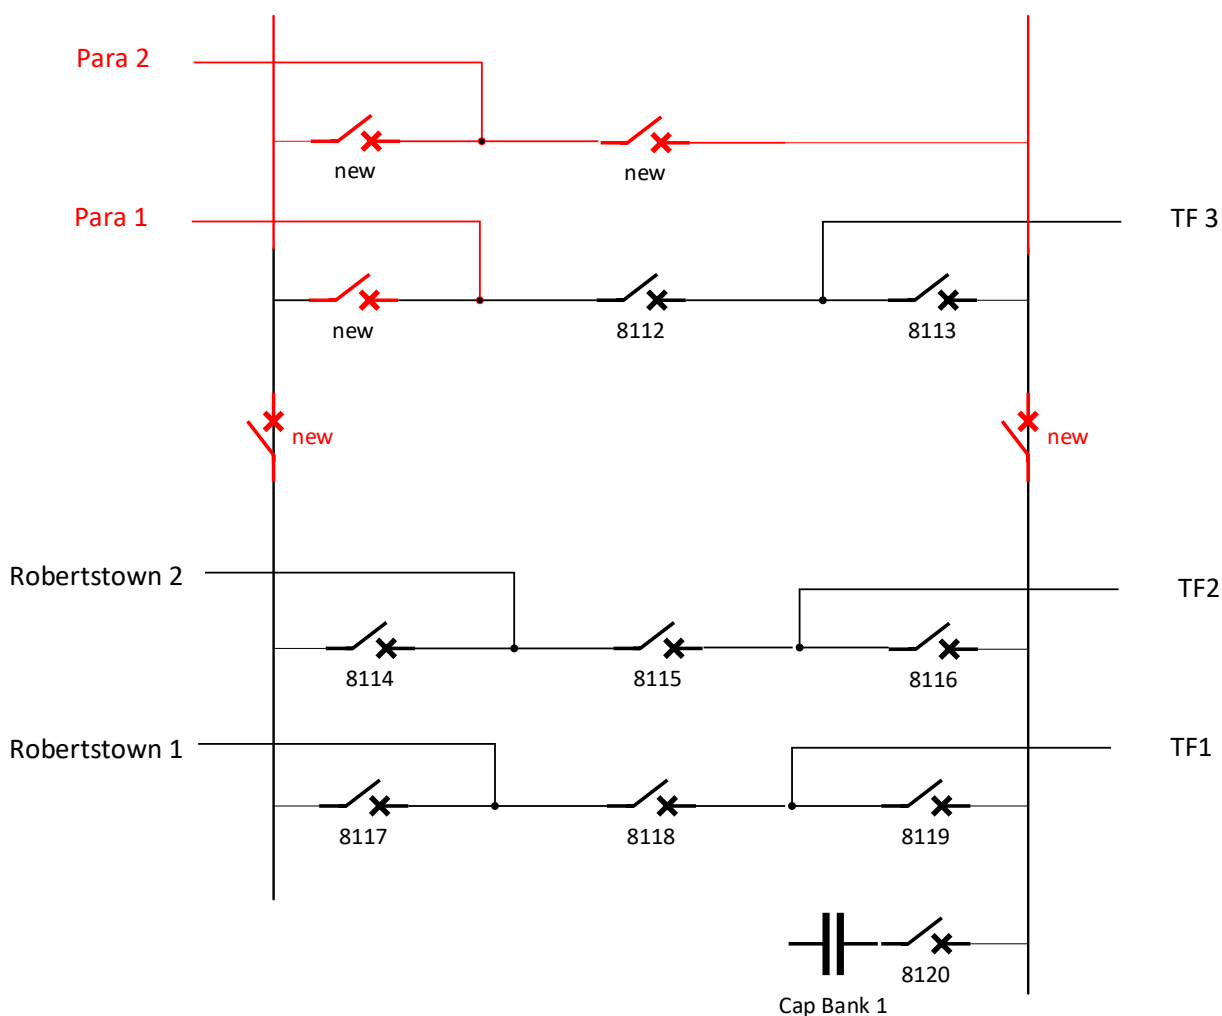 Para 2
new
new
Para 1
TF 3
new
8112
8113
new
new
Robertstown 2
TF2
8114
8115
8116
Robertstown 1
TF1
8117
8118
8119
8120
Cap Bank 1